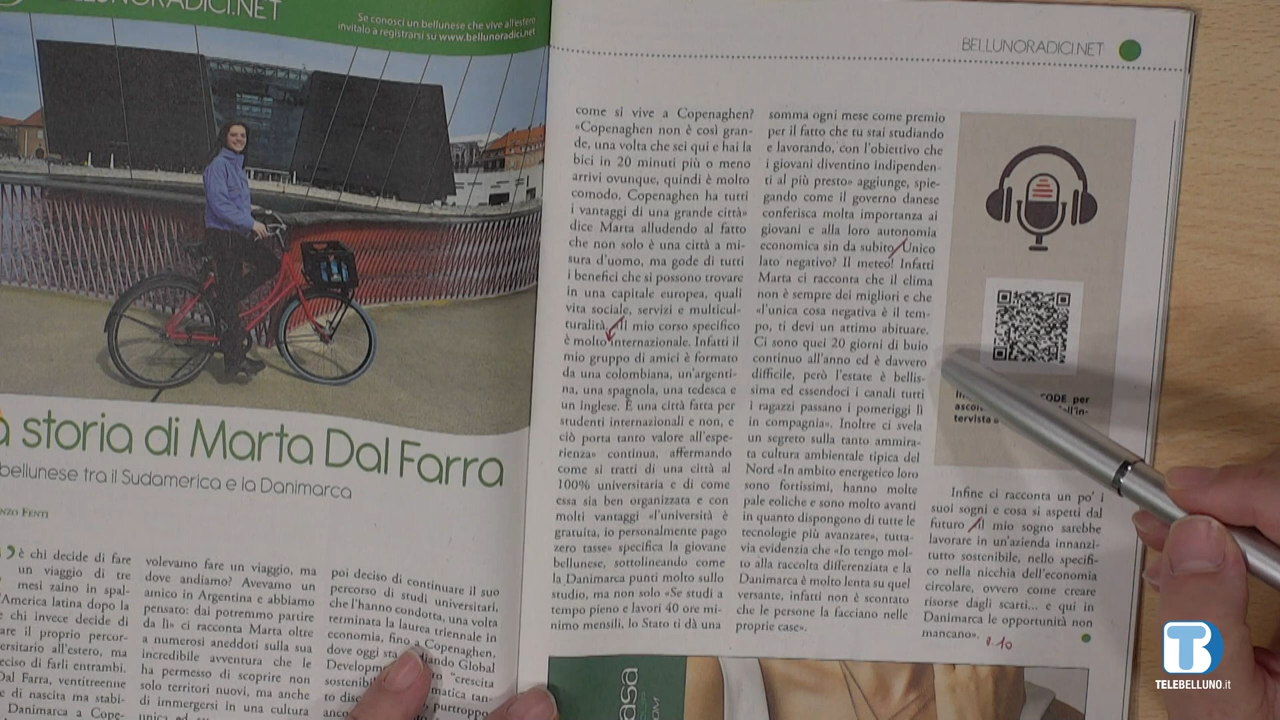 BELLUNORADICI.NET
Se conosci un bellunese che vive all'estero
invitalo a registrarsi su www.bellunoradici.net
storia di Marta Dal Farra
bellunese tra il Sudamerica e la Danimarca
FENTI
è chi decide di fare
un viaggio di tre
mesi zaino in spal-
America latina dopo la
e chi invece decide di
are il proprio percor-
ersitario all'estero, ma
eciso di farli entrambi.
Dal Farra, ventitreenne
e di nascita ma stabi-
Danimarca a Cope-
volevamo fare un viaggio, ma
dove andiamo? Avevamo un
amico in Argentina e abbiamo
pensato: dai potremmo partire
da lì» ci racconta Marta oltre
a numerosi aneddoti sulla sua
incredibile avventura che le
ha permesso di scoprire non
solo territori nuovi, ma anche
di immergersi in una cultura
poi deciso di continuare il suo
percorso di studi universitari,
che l'hanno condotta, una volta
terminata la laurea triennale in
economia, fino a Copenaghen,
dove oggi sta Global
"crescita
purtroppo
BELLUNORADICI.NET
come si vive a Copenaghen?
«Copenaghen non è così gran-
de, una volta che sei qui e hai la
bici in 20 minuti più o meno
arrivi ovunque, quindi è molto
comodo. Copenaghen ha tutti
i vantaggi di una grande città»
dice Marta alludendo al fatto
che non solo è una città a mi-
sura d'uomo, ma gode di tutti
i benefici che si possono trovare
in una capitale europea, quali
vita sociale, servizi e multicul-
turalità. «Il mio corso specifico
è molto internazionale. Infatti il
mio gruppo di amici è formato
da una colombiana, un'argenti-
na, una spagnola, una tedesca e
un inglese. È una città fatta per
studenti internazionali e non, e
ciò porta tanto valore all'espe-
rienza» continua, affermando
come si tratti di una città al
100% universitaria e di come
essa sia ben organizzata e con
molti vantaggi «l'università è
gratuita, io personalmente pago
zero tasse» specifica la giovane
bellunese, sottolineando come
la Danimarca punti molto sullo
studio, ma non solo «Se studi a
tempo pieno e lavori 40 ore mi-
nimo mensili, lo Stato ti dà una
somma ogni mese come premio
per il fatto che tu stai studiando
e lavorando, con l'obiettivo che
i giovani diventino indipenden-
ti al più presto» aggiunge, spie-
gando come il governo danese
conferisca molta importanza ai
giovani e alla loro autonomia
economica sin da subito. Unico
lato negativo? Il meteo! Infatti
Marta ci racconta che il clima
non è sempre dei migliori e che
«l'unica cosa negativa è il tem-
po, ti devi un attimo abituare.
Ci sono quei 20 giorni di buio
continuo all'anno ed è davvero
difficile, però l'estate è bellis-
sima ed essendoci i canali tutti
i ragazzi passano i pomeriggi lì
in compagnia». Inoltre ci svela
un segreto sulla tanto ammira-
ta cultura ambientale tipica del
Nord «In ambito energetico loro
sono fortissimi, hanno molte
pale eoliche e sono molto avanti
in quanto dispongono di tutte le
tecnologie più avanzate», tutta-
via evidenzia che «Io tengo mol-
to alla raccolta differenziata e la
Danimarca è molto lenta su quel
versante, infatti non è scontato
che le persone la facciano nelle
proprie case».
CODE per
tervista
Infine ci racconta un po' i
suoi sogni e cosa si aspetti dal
futuro «Il mio sogno sarebbe
lavorare in un'azienda innanzi-
tutto sostenibile, nello specifi-
co nella nicchia dell'economia
circolare, ovvero come creare
risorse dagli scarti... e qui in
Danimarca le opportunità non
mancano».
8.10
asa
TELEBELLUNO.it